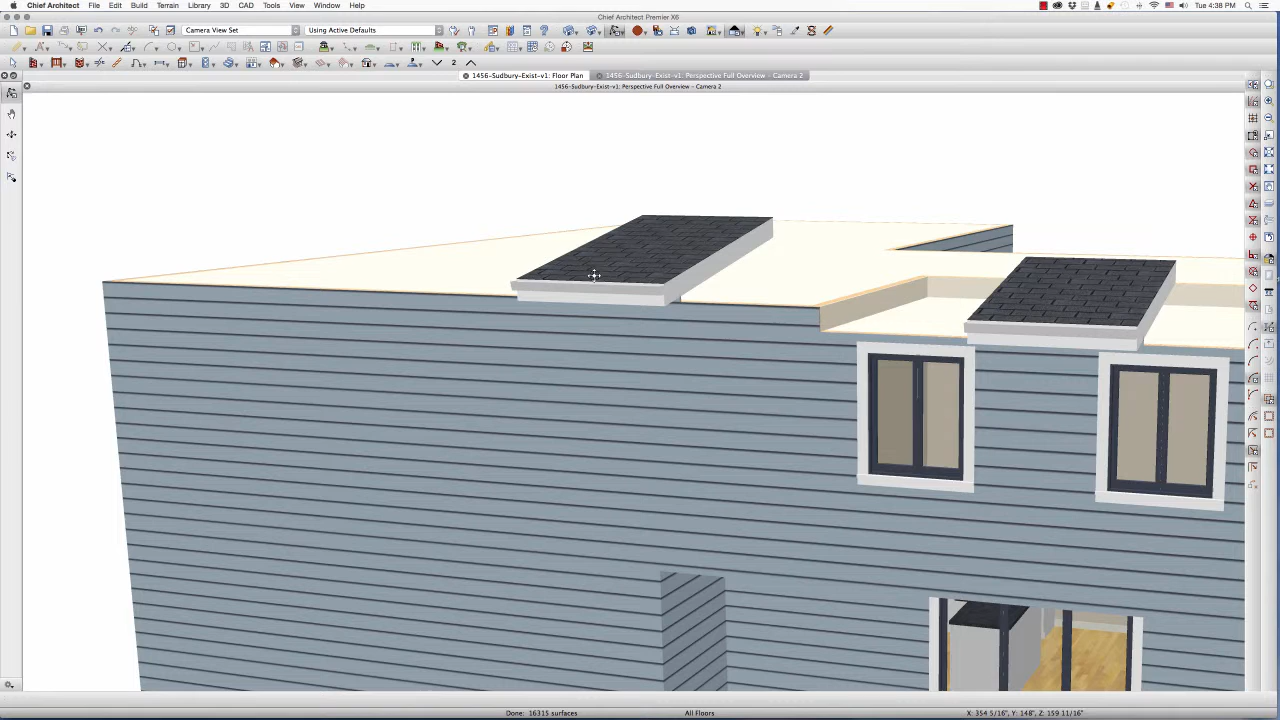 Chief Architect File Edit Build Terrain Library 3D CAD Tools View Window Help Tue 4:38 PM
Chief Architect Premier X6
Camera View Set Using Active Defaults
2
1456-Sudbury-Exist-v1: Floor Plan 1456-Sudbury-Exist-v1: Perspective Full Overview - Camera 2
1456-Sudbury-Exist-v1: Perspective Full Overview - Camera 2
Done: 16315 surfaces All Floors X: 354 5/16", Y: 148", Z: 159 11/16"